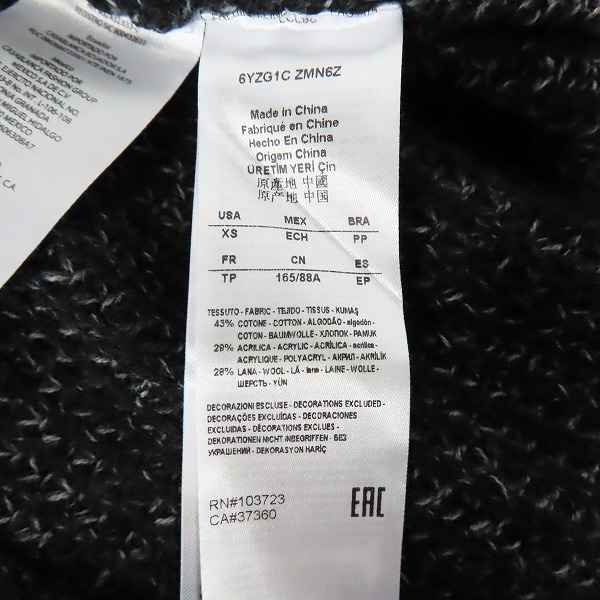 IMPORTADO POR
6YZG1C ZMN6Z
Made in China
Fabriqué en Chine
Hecho En China
Origem China
ÜRETİM YERİ Çin
原產地 中國
原产地 中国
USA MEX BRA
XS ECH PP
FR CN ES
TP 165/88A EP
TESSUTO - FABRIC - TEJIDO - TISSUS - KUMAŞ
43% COTONE - COTTON - ALGODÃO - algodón -
COTON - BAUMWOLLE - ХЛОПОК - PAMUK
29% ACRILICA - ACRYLIC - ACRÍLICA - acrílico -
ACRYLIQUE - POLYACRYL - АКРИЛ - AKRİLİK
28% LANA - WOOL - LÃ - lana - LAINE - WOLLE -
ШЕРСТЬ - YÜN
DECORAZIONI ESCLUSE - DECORATIONS EXCLUDED -
DECORAÇÕES EXCLUÍDAS - DECORACIONES
EXCLUIDAS - DÉCORATIONS EXCLUES -
DEKORATIONEN NICHT INBEGRIFFEN - БЕЗ
УКРАШЕНИЙ - DEKORASYON HARİÇ
RN#103723
CA#37360
EAC